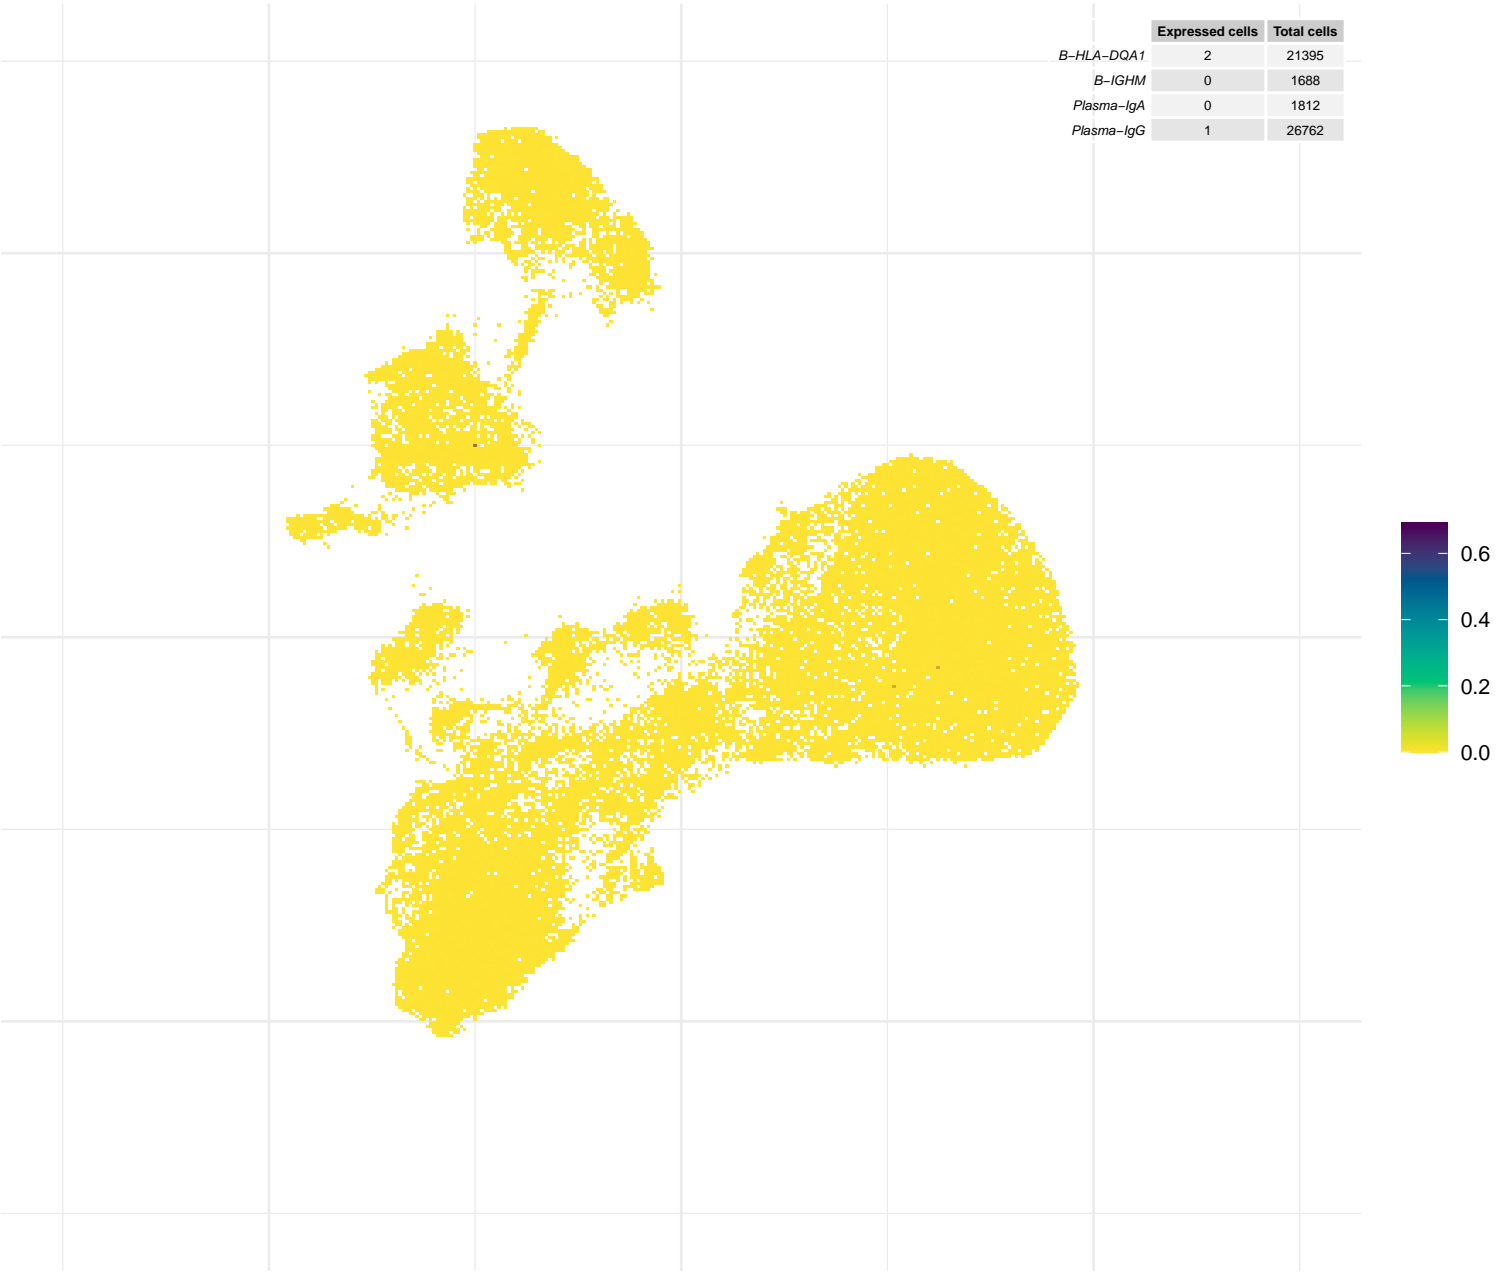 Expressed cells Total cells
B−HLA−DQA1 2 21395
B−IGHM 0 1688
Plasma−IgA 0 1812
Plasma−IgG 1 26762
0.6
0.4
0.2
0.0